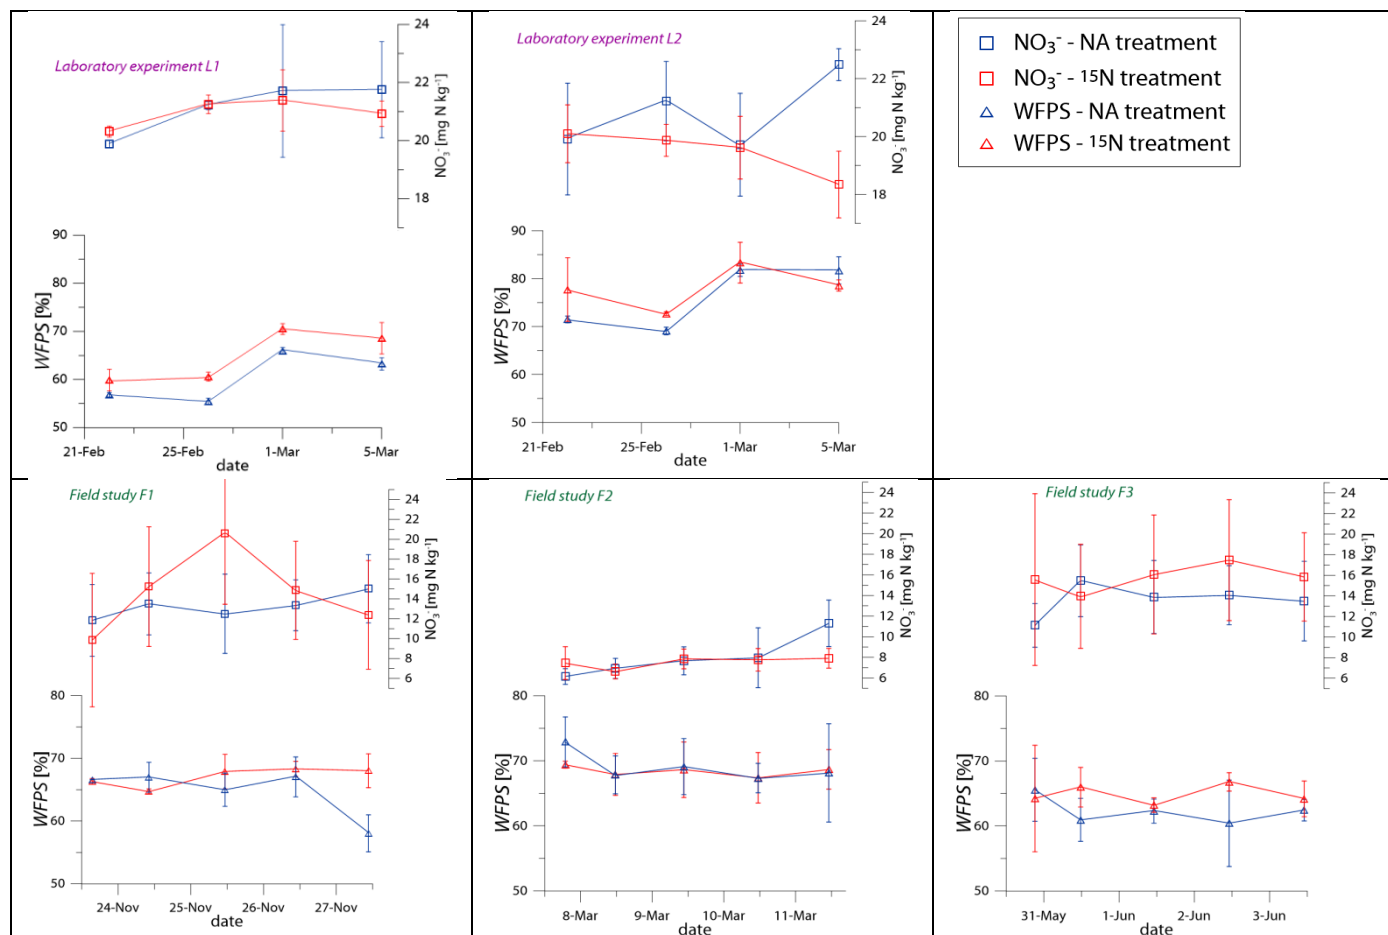 Laboratory experiment L1
24
22
20
18
NO₃⁻ [mg N kg⁻¹]
90
80
70
60
50
WFPS [%]
21-Feb
25-Feb
1-Mar
5-Mar
date
Laboratory experiment L2
24
22
20
18
NO₃⁻ [mg N kg⁻¹]
90
80
70
60
50
WFPS [%]
21-Feb
25-Feb
1-Mar
5-Mar
date
NO₃⁻ - NA treatment
NO₃⁻ - ¹⁵N treatment
WFPS - NA treatment
WFPS - ¹⁵N treatment
Field study F1
24
22
20
18
16
14
12
10
8
6
NO₃⁻ [mg N kg⁻¹]
80
70
60
50
WFPS [%]
24-Nov
25-Nov
26-Nov
27-Nov
date
Field study F2
24
22
20
18
16
14
12
10
8
6
NO₃⁻ [mg N kg⁻¹]
80
70
60
50
WFPS [%]
8-Mar
9-Mar
10-Mar
11-Mar
date
Field study F3
24
22
20
18
16
14
12
10
8
6
NO₃⁻ [mg N kg⁻¹]
80
70
60
50
WFPS [%]
31-May
1-Jun
2-Jun
3-Jun
date